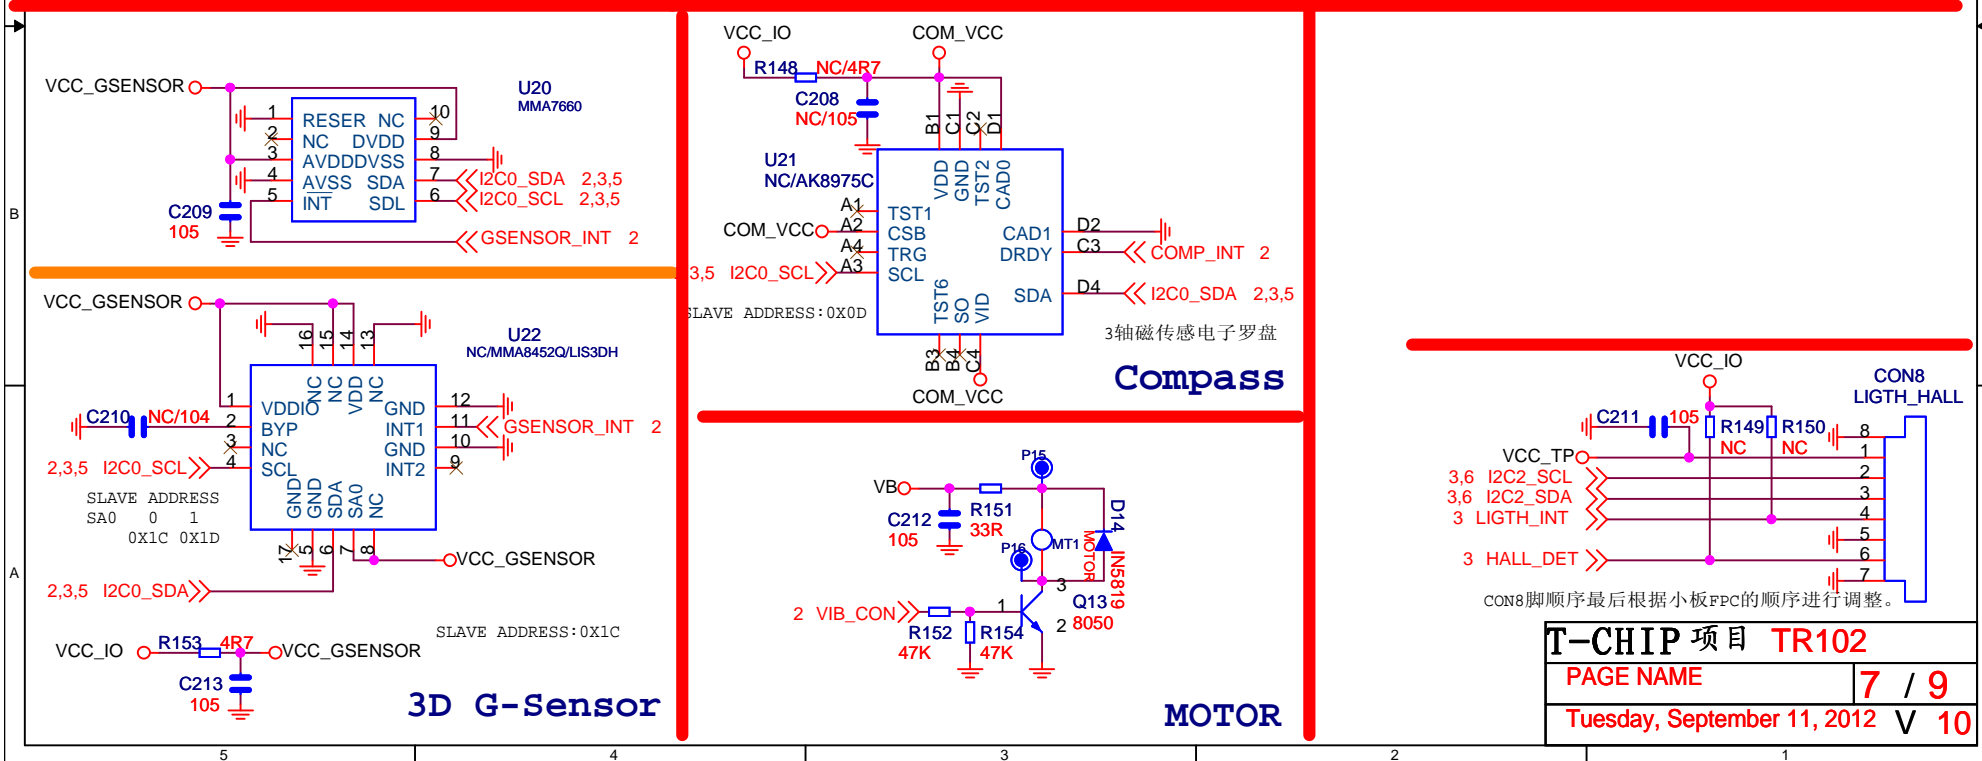 VCC_GSENSOR
U20
MMA7660
1
2
3
4
5
RESER NC
NC DVDD
AVDDDVSS
AVSS SDA
INT SDL
10
9
8
7
6
I2C0_SDA 2,3,5
I2C0_SCL 2,3,5
GSENSOR_INT 2
C209
105
VCC_GSENSOR
U22
NC/MMA8452Q/LIS3DH
16
15
14
13
NC
NC
VDD
NC
1
2
3
4
VDDIO
BYP
NC
SCL
GND
INT1
GND
INT2
12
11
10
9
GSENSOR_INT 2
C210
NC/104
2,3,5 I2C0_SCL
SLAVE ADDRESS
SA0 0 1
0X1C 0X1D
GND
GND
SDA
SA0
NC
17
5
6
7
8
VCC_GSENSOR
2,3,5 I2C0_SDA
SLAVE ADDRESS:0X1C
VCC_IO
R153
4R7
VCC_GSENSOR
C213
105
3D G-Sensor
VCC_IO
COM_VCC
R148
NC/4R7
C208
NC/105
B1
C1
C2
D1
U21
NC/AK8975C
VDD
GND
TST2
CAD0
A1
A2
A4
A3
TST1
CSB
TRG
SCL
COM_VCC
3,5 I2C0_SCL
CAD1
DRDY
SDA
D2
C3
D4
COMP_INT 2
I2C0_SDA 2,3,5
SLAVE ADDRESS:0X0D
TST6
SO
VID
B3
B4
C4
COM_VCC
3轴磁传感电子罗盘
Compass
P15
VB
R151
33R
C212
105
P16
MT1
D14
MOTOR
IN5819
2 VIB_CON
1
3
2
Q13
8050
R152
47K
R154
47K
MOTOR
VCC_IO
CON8
LIGTH_HALL
C211
105
R149
NC
R150
NC
VCC_TP
3,6 I2C2_SCL
3,6 I2C2_SDA
3 LIGTH_INT
3 HALL_DET
8
1
2
3
4
5
6
7
CON8脚顺序最后根据小板FPC的顺序进行调整。
T-CHIP 项目 TR102
PAGE NAME
7 / 9
Tuesday, September 11, 2012
V 10
B
A
5
4
3
2
1